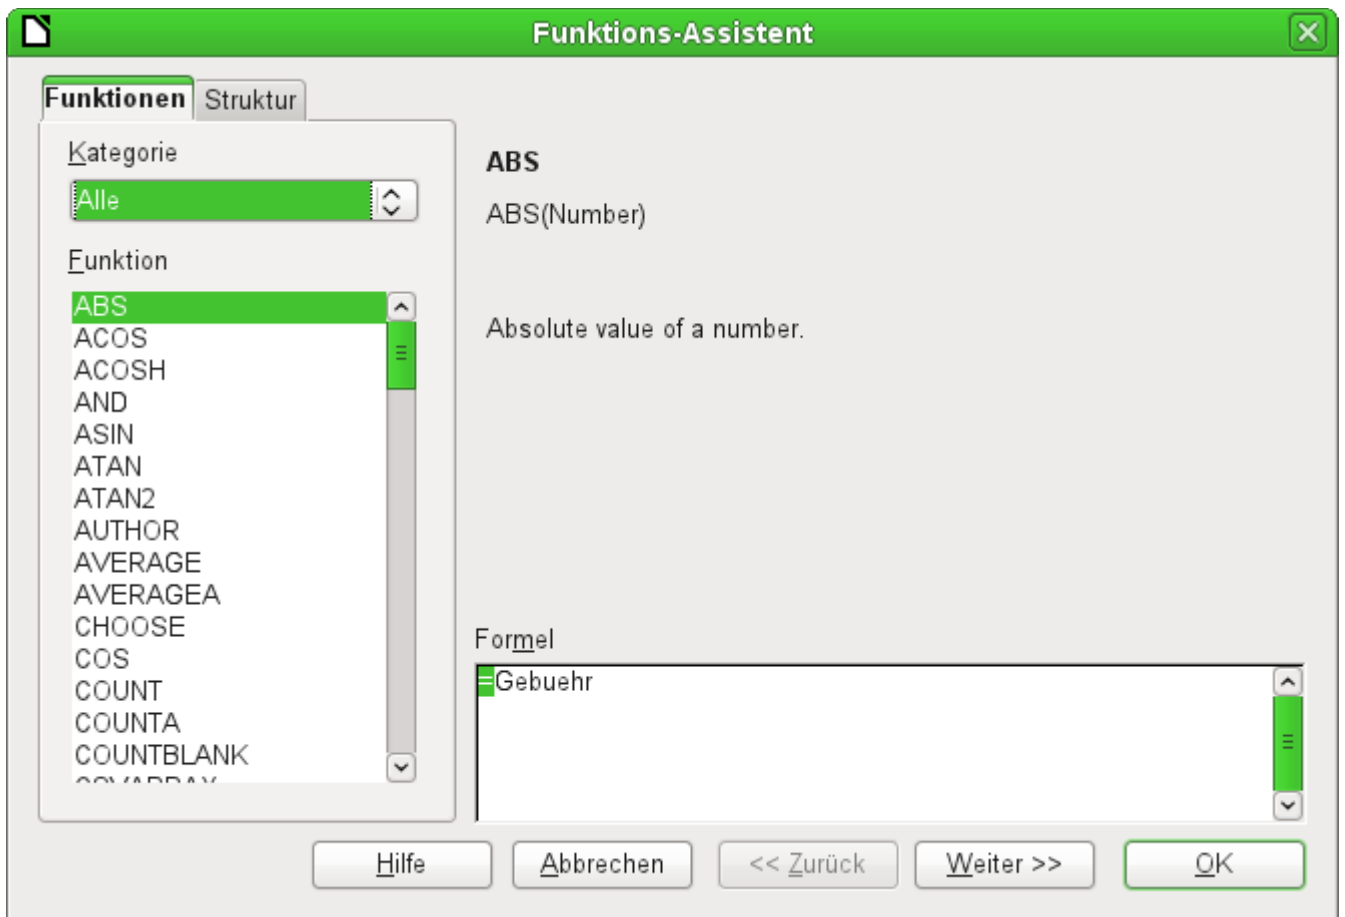 Funktions-Assistent
Funktionen
Struktur
Kategorie
Alle
Funktion
ABS
ACOS
ACOSH
AND
ASIN
ATAN
ATAN2
AUTHOR
AVERAGE
AVERAGEA
CHOOSE
COS
COUNT
COUNTA
COUNTBLANK
ABS
ABS(Number)
Absolute value of a number.
Formel
=Gebuehr
Hilfe
Abbrechen
<< Zurück
Weiter >>
OK